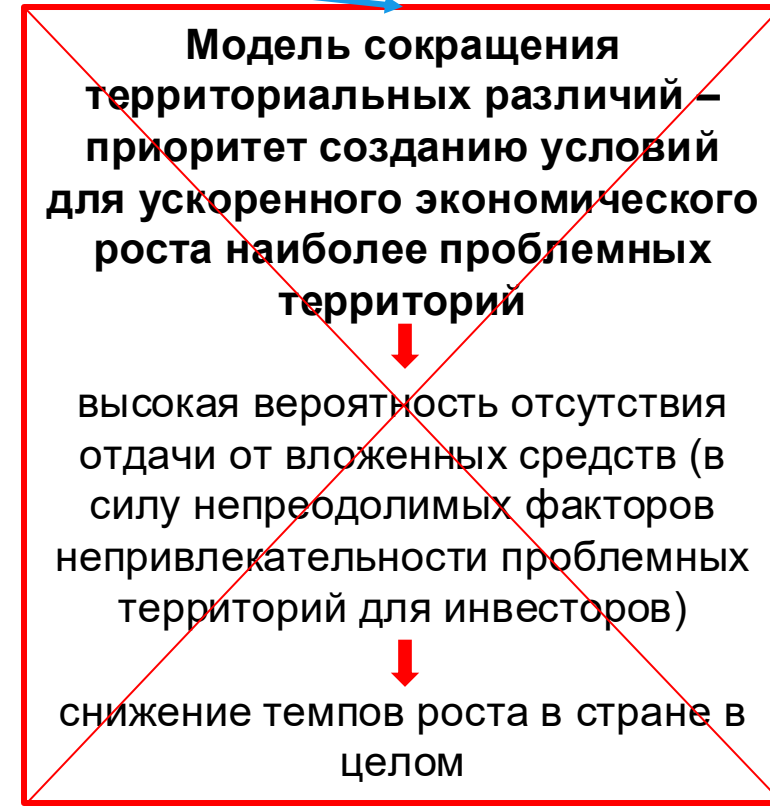 Модель сокращения
территориальных различий –
приоритет созданию условий
для ускоренного экономического
роста наиболее проблемных
территорий
высокая вероятность отсутствия
отдачи от вложенных средств (в
силу непреодолимых факторов
непривлекательности проблемных
территорий для инвесторов)
снижение темпов роста в стране в
целом